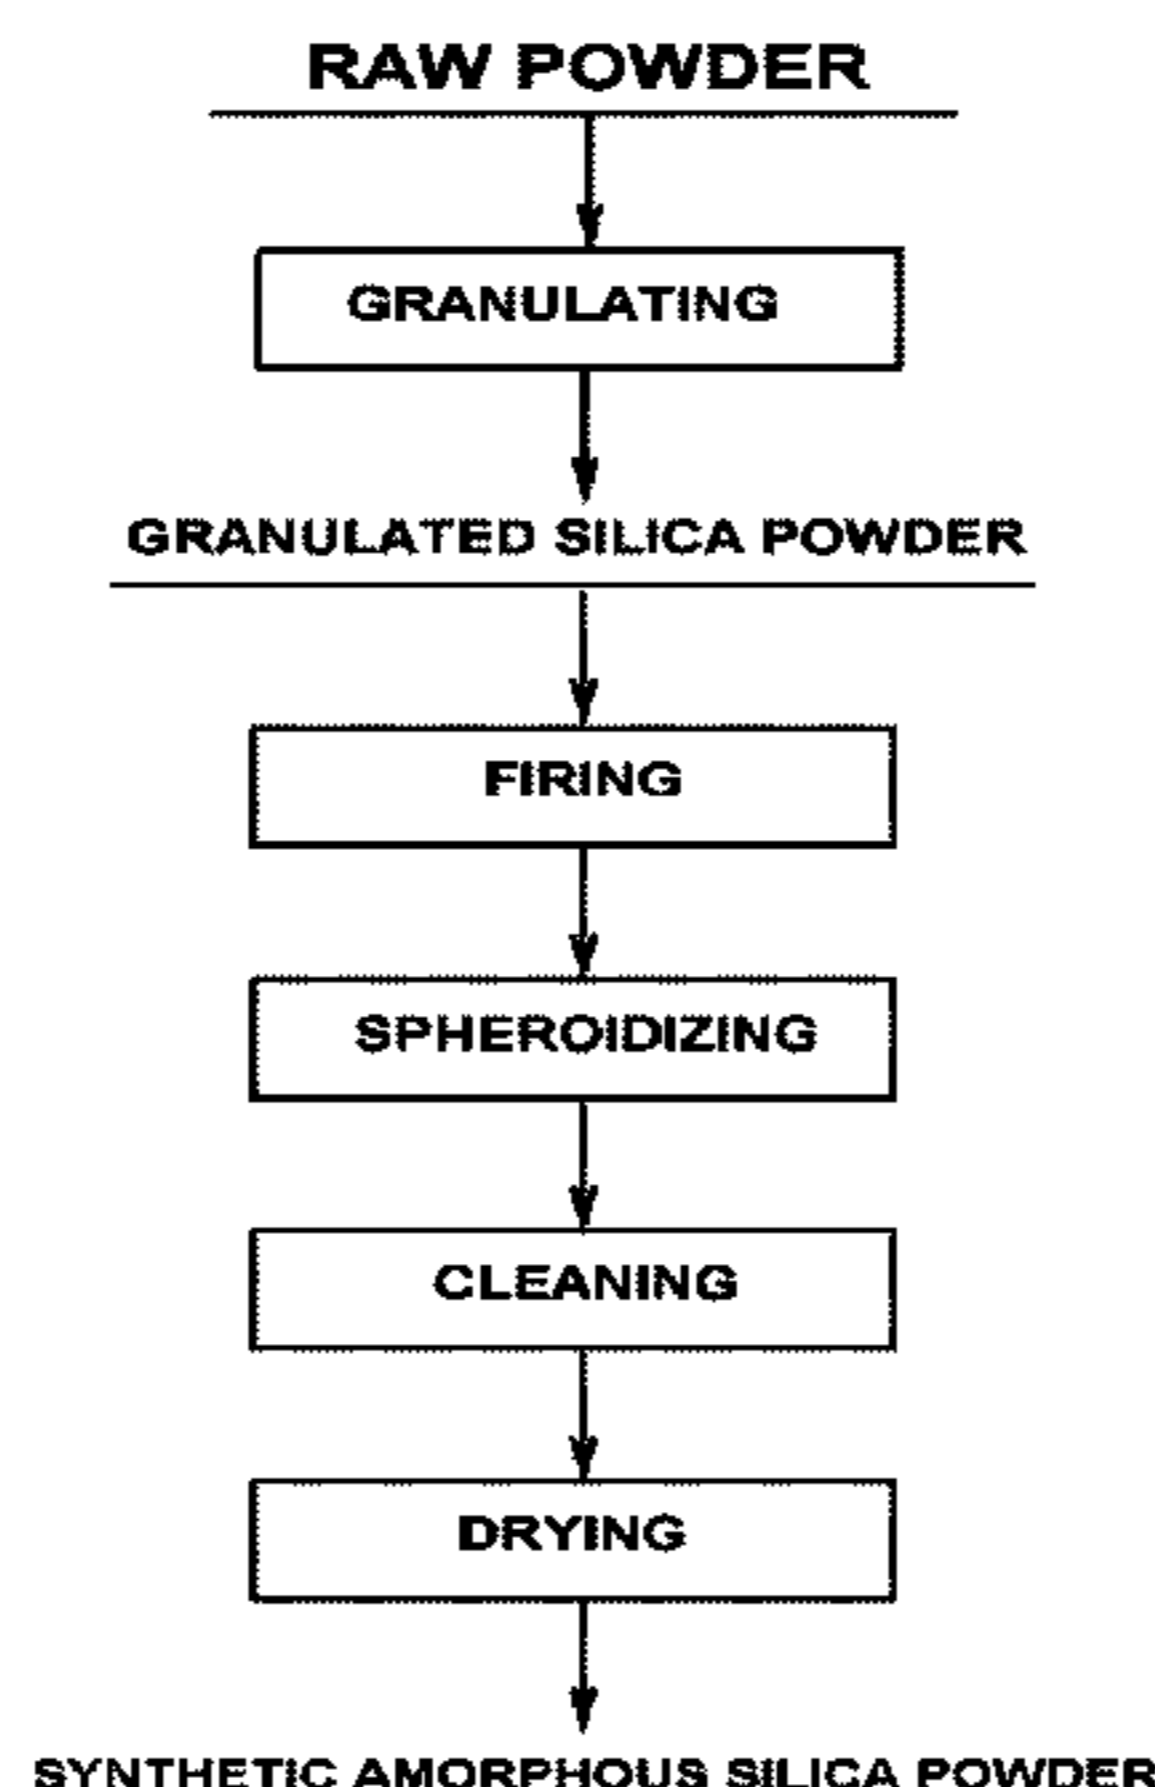 RAW POWDER
GRANULATING
GRANULATED SILICA POWDER
FIRING
SPHEROIDIZING
CLEANING
DRYING
SYNTHETIC AMORPHOUS SILICA POWDER